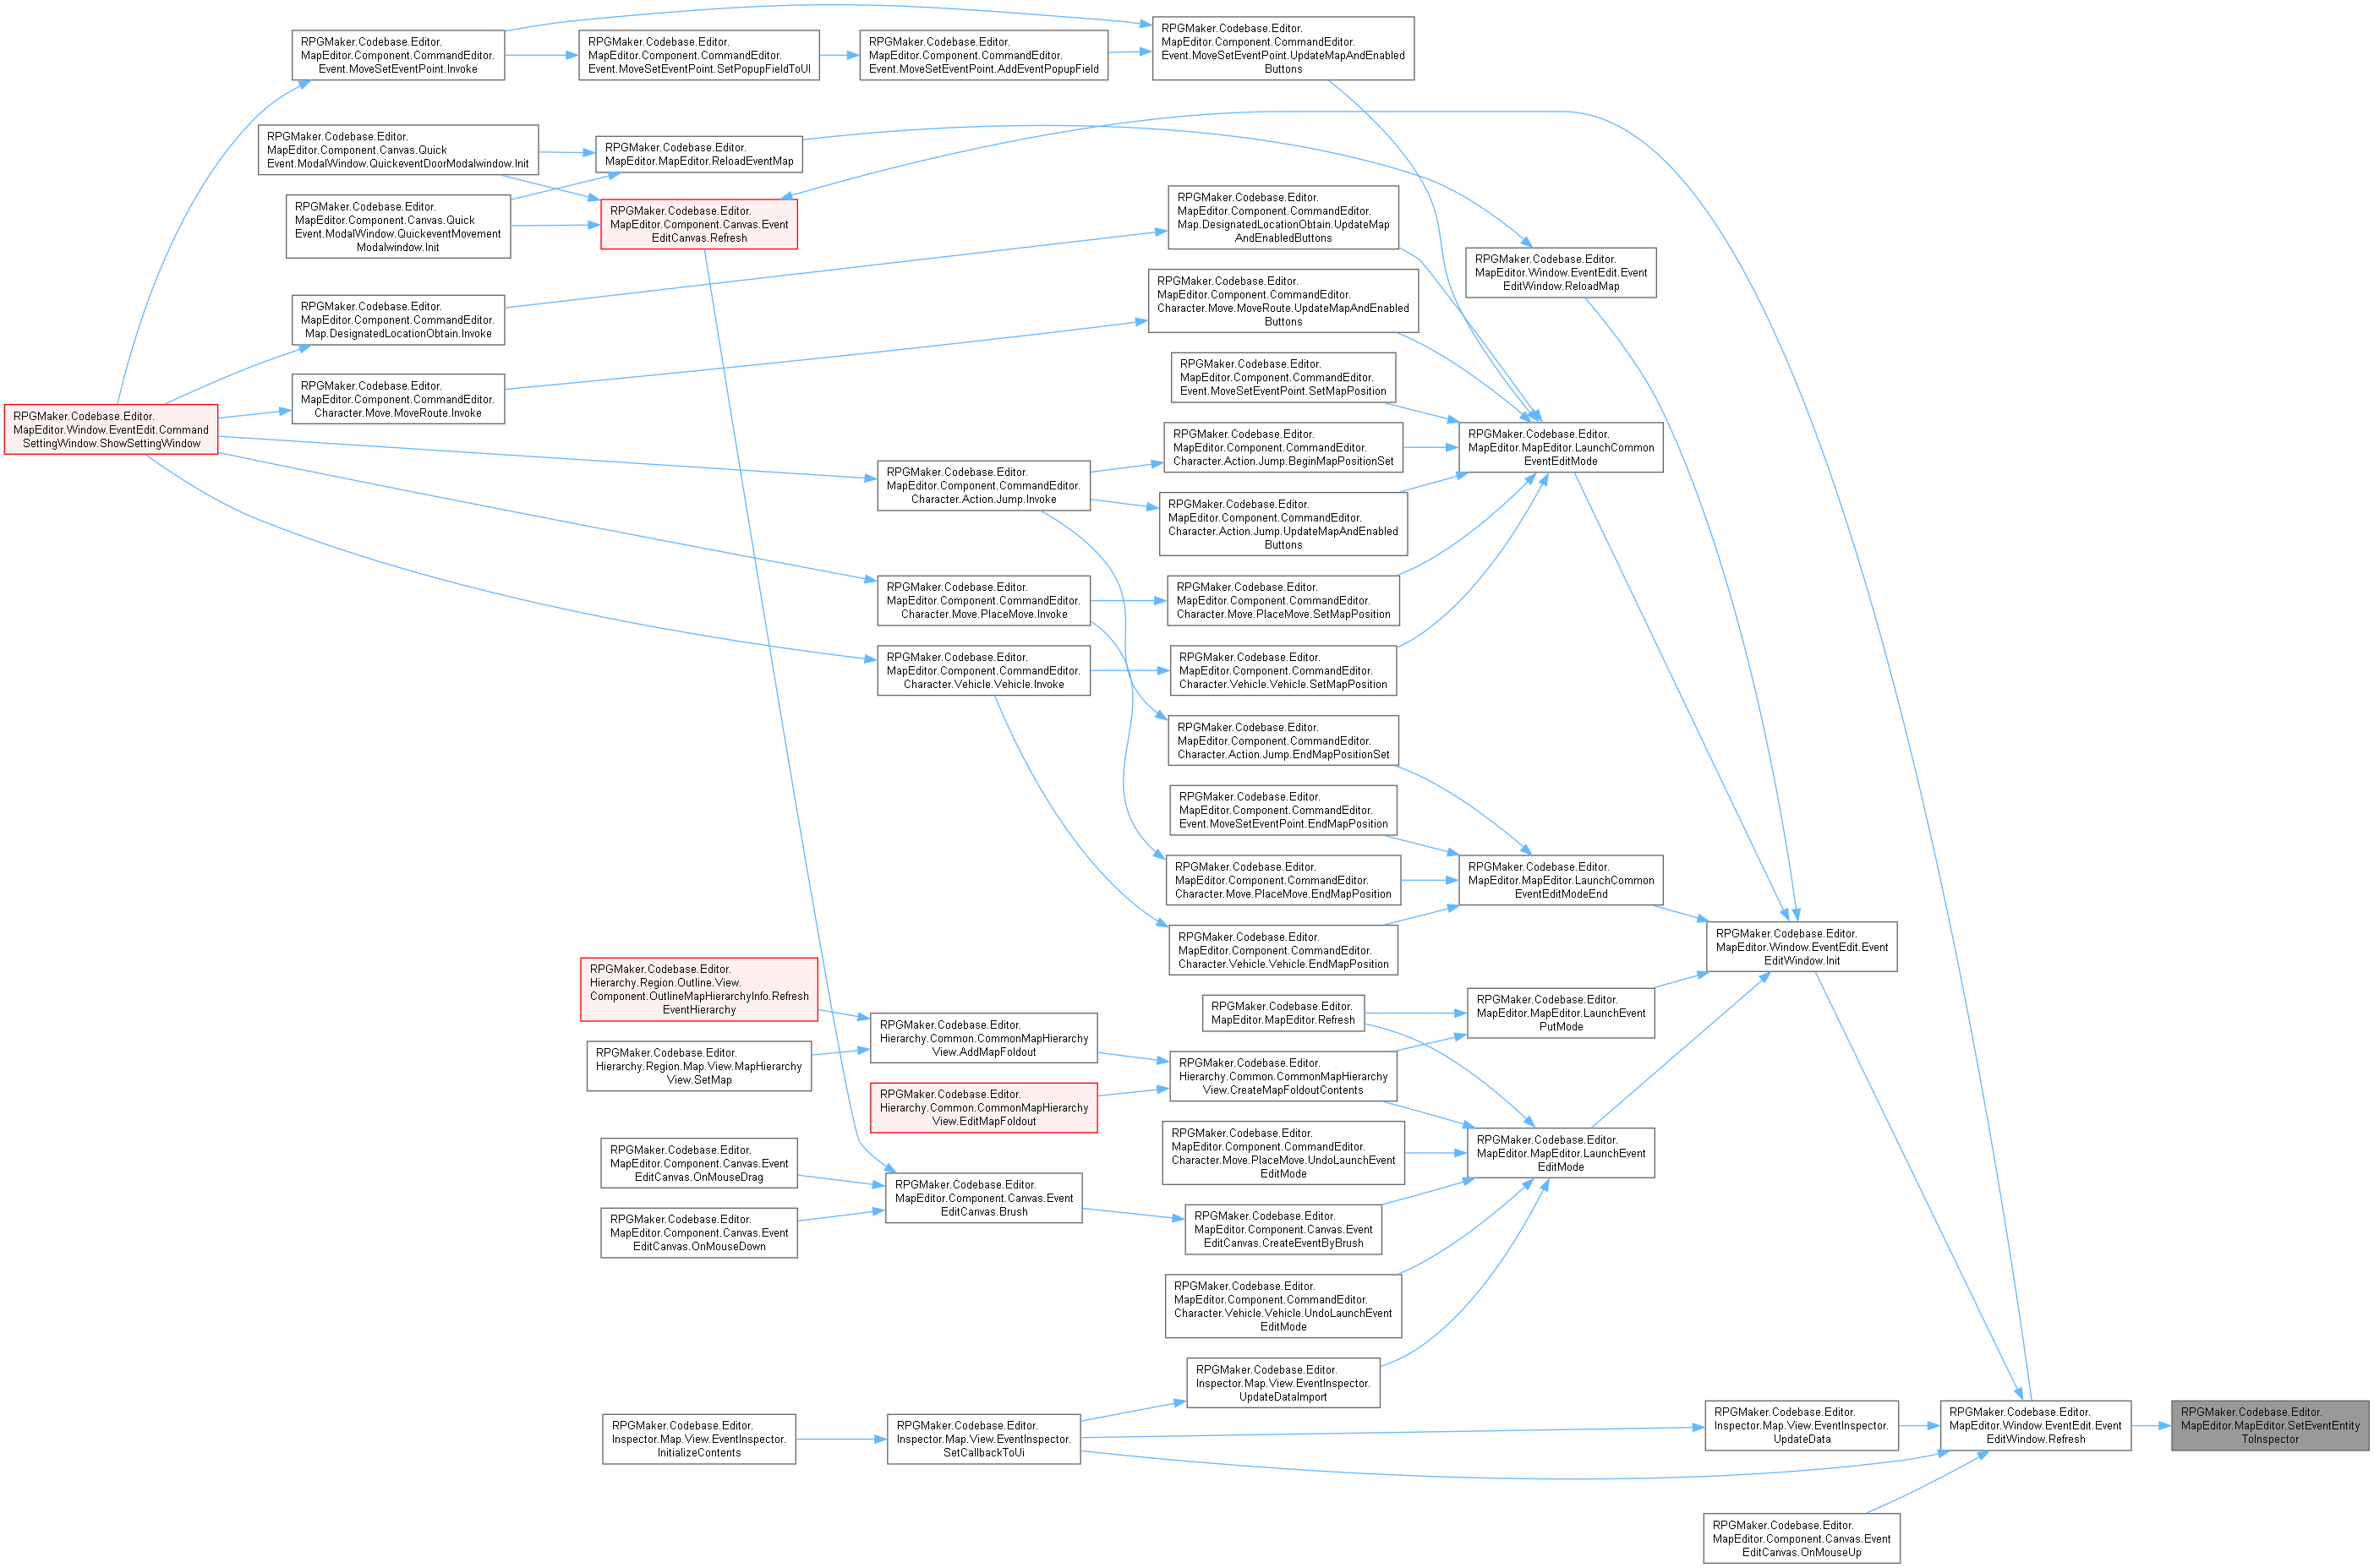 RPGMaker.Codebase.Editor.
MapEditor.Component.CommandEditor.
Event.MoveSetEventPoint.Invoke
RPGMaker.Codebase.Editor.
MapEditor.Component.CommandEditor.
Event.MoveSetEventPoint.SetPopupFieldToUI
RPGMaker.Codebase.Editor.
MapEditor.Component.CommandEditor.
Event.MoveSetEventPoint.AddEventPopupField
RPGMaker.Codebase.Editor.
MapEditor.Component.CommandEditor.
Event.MoveSetEventPoint.UpdateMapAndEnabled
Buttons
RPGMaker.Codebase.Editor.
MapEditor.Component.Canvas.Quick
Event.ModalWindow.QuickeventDoorModalwindow.Init
RPGMaker.Codebase.Editor.
MapEditor.MapEditor.ReloadEventMap
RPGMaker.Codebase.Editor.
MapEditor.Component.Canvas.Quick
Event.ModalWindow.QuickeventMovement
Modalwindow.Init
RPGMaker.Codebase.Editor.
MapEditor.Component.Canvas.Event
EditCanvas.Refresh
RPGMaker.Codebase.Editor.
MapEditor.Component.CommandEditor.
Map.DesignatedLocationObtain.UpdateMap
AndEnabledButtons
RPGMaker.Codebase.Editor.
MapEditor.Window.EventEdit.Event
EditWindow.ReloadMap
RPGMaker.Codebase.Editor.
MapEditor.Component.CommandEditor.
Map.DesignatedLocationObtain.Invoke
RPGMaker.Codebase.Editor.
MapEditor.Component.CommandEditor.
Character.Move.MoveRoute.UpdateMapAndEnabled
Buttons
RPGMaker.Codebase.Editor.
MapEditor.Component.CommandEditor.
Character.Move.MoveRoute.Invoke
RPGMaker.Codebase.Editor.
MapEditor.Component.CommandEditor.
Event.MoveSetEventPoint.SetMapPosition
RPGMaker.Codebase.Editor.
MapEditor.Window.EventEdit.Command
SettingWindow.ShowSettingWindow
RPGMaker.Codebase.Editor.
MapEditor.Component.CommandEditor.
Character.Action.Jump.BeginMapPositionSet
RPGMaker.Codebase.Editor.
MapEditor.MapEditor.LaunchCommon
EventEditMode
RPGMaker.Codebase.Editor.
MapEditor.Component.CommandEditor.
Character.Action.Jump.Invoke
RPGMaker.Codebase.Editor.
MapEditor.Component.CommandEditor.
Character.Action.Jump.UpdateMapAndEnabled
Buttons
RPGMaker.Codebase.Editor.
MapEditor.Component.CommandEditor.
Character.Move.PlaceMove.Invoke
RPGMaker.Codebase.Editor.
MapEditor.Component.CommandEditor.
Character.Move.PlaceMove.SetMapPosition
RPGMaker.Codebase.Editor.
MapEditor.Component.CommandEditor.
Character.Vehicle.Vehicle.Invoke
RPGMaker.Codebase.Editor.
MapEditor.Component.CommandEditor.
Character.Vehicle.Vehicle.SetMapPosition
RPGMaker.Codebase.Editor.
MapEditor.Component.CommandEditor.
Character.Action.Jump.EndMapPositionSet
RPGMaker.Codebase.Editor.
MapEditor.Component.CommandEditor.
Event.MoveSetEventPoint.EndMapPosition
RPGMaker.Codebase.Editor.
MapEditor.Component.CommandEditor.
Character.Move.PlaceMove.EndMapPosition
RPGMaker.Codebase.Editor.
MapEditor.MapEditor.LaunchCommon
EventEditModeEnd
RPGMaker.Codebase.Editor.
MapEditor.Component.CommandEditor.
Character.Vehicle.Vehicle.EndMapPosition
RPGMaker.Codebase.Editor.
MapEditor.Window.EventEdit.Event
EditWindow.Init
RPGMaker.Codebase.Editor.
Hierarchy.Region.Outline.View.
Component.OutlineMapHierarchyInfo.Refresh
EventHierarchy
RPGMaker.Codebase.Editor.
MapEditor.MapEditor.Refresh
RPGMaker.Codebase.Editor.
MapEditor.MapEditor.LaunchEvent
PutMode
RPGMaker.Codebase.Editor.
Hierarchy.Common.CommonMapHierarchy
View.AddMapFoldout
RPGMaker.Codebase.Editor.
Hierarchy.Region.Map.View.MapHierarchy
View.SetMap
RPGMaker.Codebase.Editor.
Hierarchy.Common.CommonMapHierarchy
View.CreateMapFoldoutContents
RPGMaker.Codebase.Editor.
Hierarchy.Common.CommonMapHierarchy
View.EditMapFoldout
RPGMaker.Codebase.Editor.
MapEditor.Component.CommandEditor.
Character.Move.PlaceMove.UndoLaunchEvent
EditMode
RPGMaker.Codebase.Editor.
MapEditor.MapEditor.LaunchEvent
EditMode
RPGMaker.Codebase.Editor.
MapEditor.Component.Canvas.Event
EditCanvas.OnMouseDrag
RPGMaker.Codebase.Editor.
MapEditor.Component.Canvas.Event
EditCanvas.Brush
RPGMaker.Codebase.Editor.
MapEditor.Component.Canvas.Event
EditCanvas.OnMouseDown
RPGMaker.Codebase.Editor.
MapEditor.Component.Canvas.Event
EditCanvas.CreateEventByBrush
RPGMaker.Codebase.Editor.
MapEditor.Component.CommandEditor.
Character.Vehicle.Vehicle.UndoLaunchEvent
EditMode
RPGMaker.Codebase.Editor.
Inspector.Map.View.EventInspector.
UpdateDataImport
RPGMaker.Codebase.Editor.
Inspector.Map.View.EventInspector.
InitializeContents
RPGMaker.Codebase.Editor.
Inspector.Map.View.EventInspector.
SetCallbackToUi
RPGMaker.Codebase.Editor.
Inspector.Map.View.EventInspector.
UpdateData
RPGMaker.Codebase.Editor.
MapEditor.Window.EventEdit.Event
EditWindow.Refresh
RPGMaker.Codebase.Editor.
MapEditor.MapEditor.SetEventEntity
ToInspector
RPGMaker.Codebase.Editor.
MapEditor.Component.Canvas.Event
EditCanvas.OnMouseUp